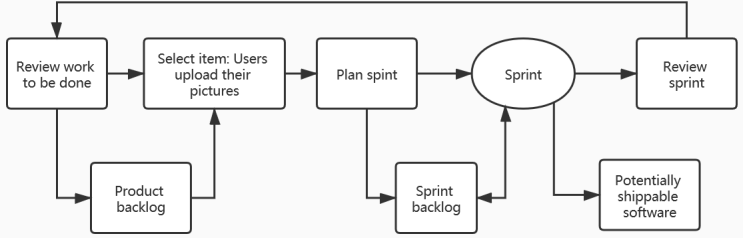 Review work
to be done
Select item: Users
upload their
pictures
Plan spint
Sprint
Review
sprint
Product
backlog
Sprint
backlog
Potentially
shippable
software